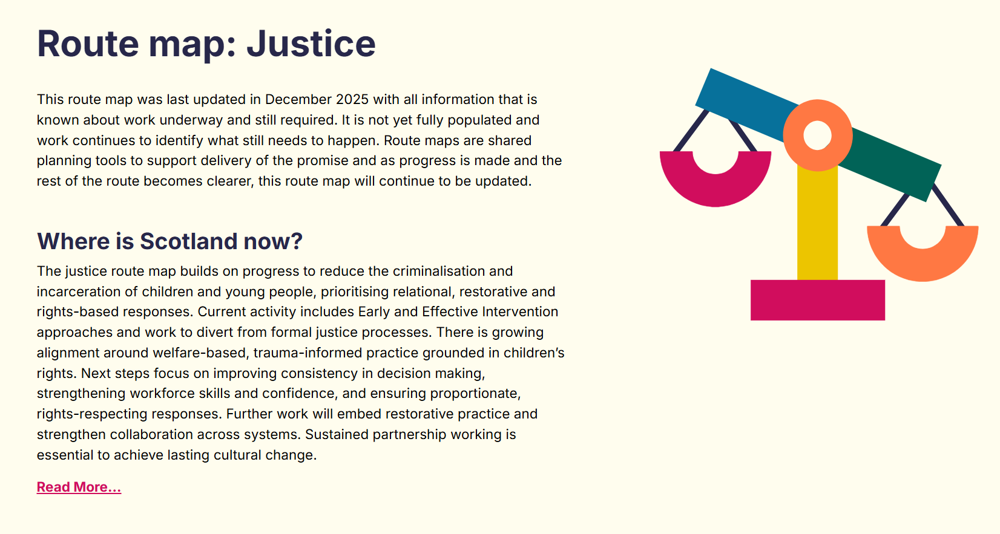 Route map: Justice
This route map was last updated in December 2025 with all information that is
known about work underway and still required. It is not yet fully populated and
work continues to identify what still needs to happen. Route maps are shared
planning tools to support delivery of the promise and as progress is made and the
rest of the route becomes clearer, this route map will continue to be updated.
Where is Scotland now?
The justice route map builds on progress to reduce the criminalisation and
incarceration of children and young people, prioritising relational, restorative and
rights-based responses. Current activity includes Early and Effective Intervention
approaches and work to divert from formal justice processes. There is growing
alignment around welfare-based, trauma-informed practice grounded in children’s
rights. Next steps focus on improving consistency in decision making,
strengthening workforce skills and confidence, and ensuring proportionate,
rights-respecting responses. Further work will embed restorative practice and
strengthen collaboration across systems. Sustained partnership working is
essential to achieve lasting cultural change.
Read More...